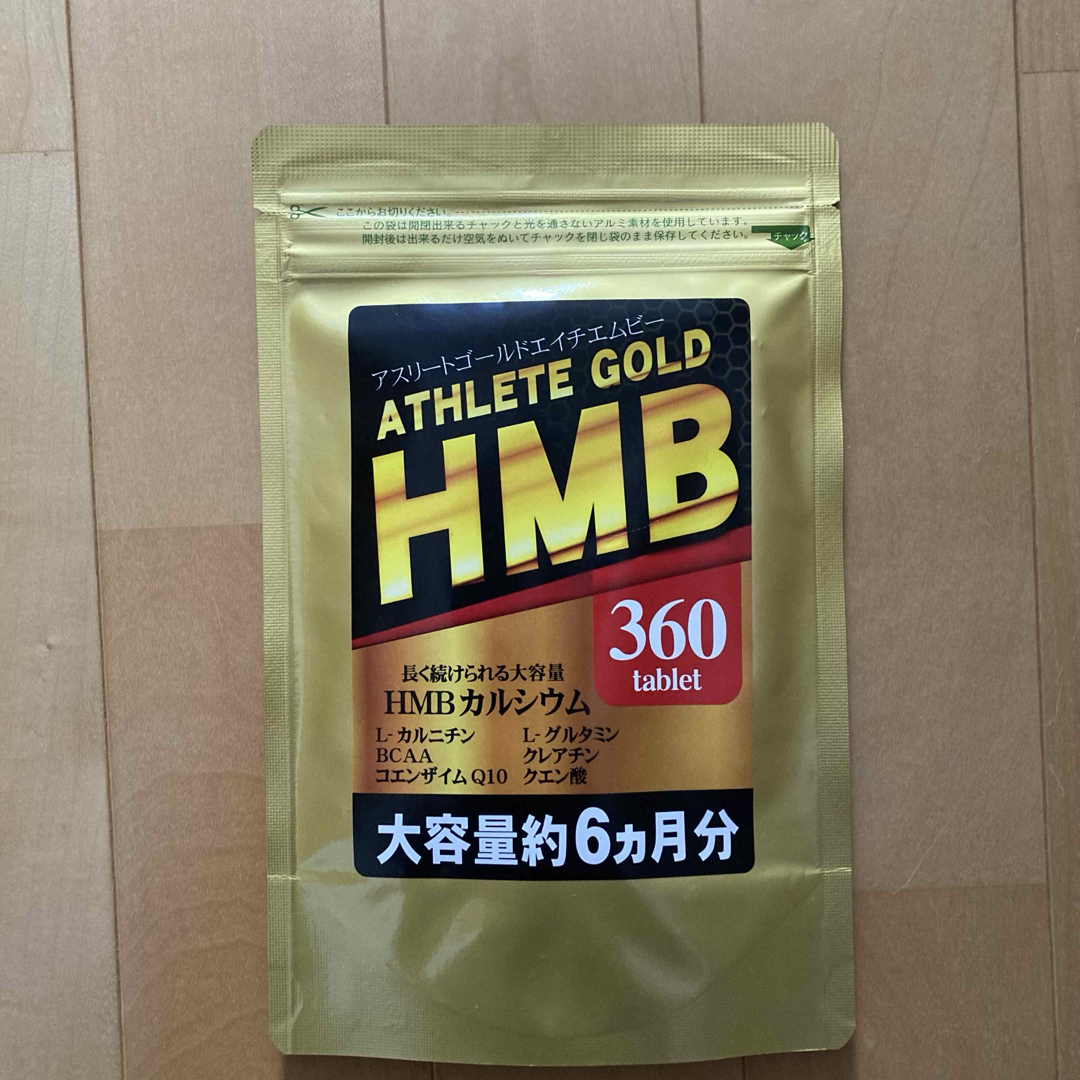 ここからお切りください。
この袋は開閉出来るチャックと光を通さないアルミ素材を使用しています。
開封後は出来るだけ空気をぬいてチャックを閉じ袋のまま保存してください。
チャック
アスリートゴールドエイチエムビー
ATHLETE GOLD
HMB
360
tablet
長く続けられる大容量
HMBカルシウム
L-カルニチン L-グルタミン
BCAA クレアチン
コエンザイムQ10 クエン酸
大容量約6ヵ月分